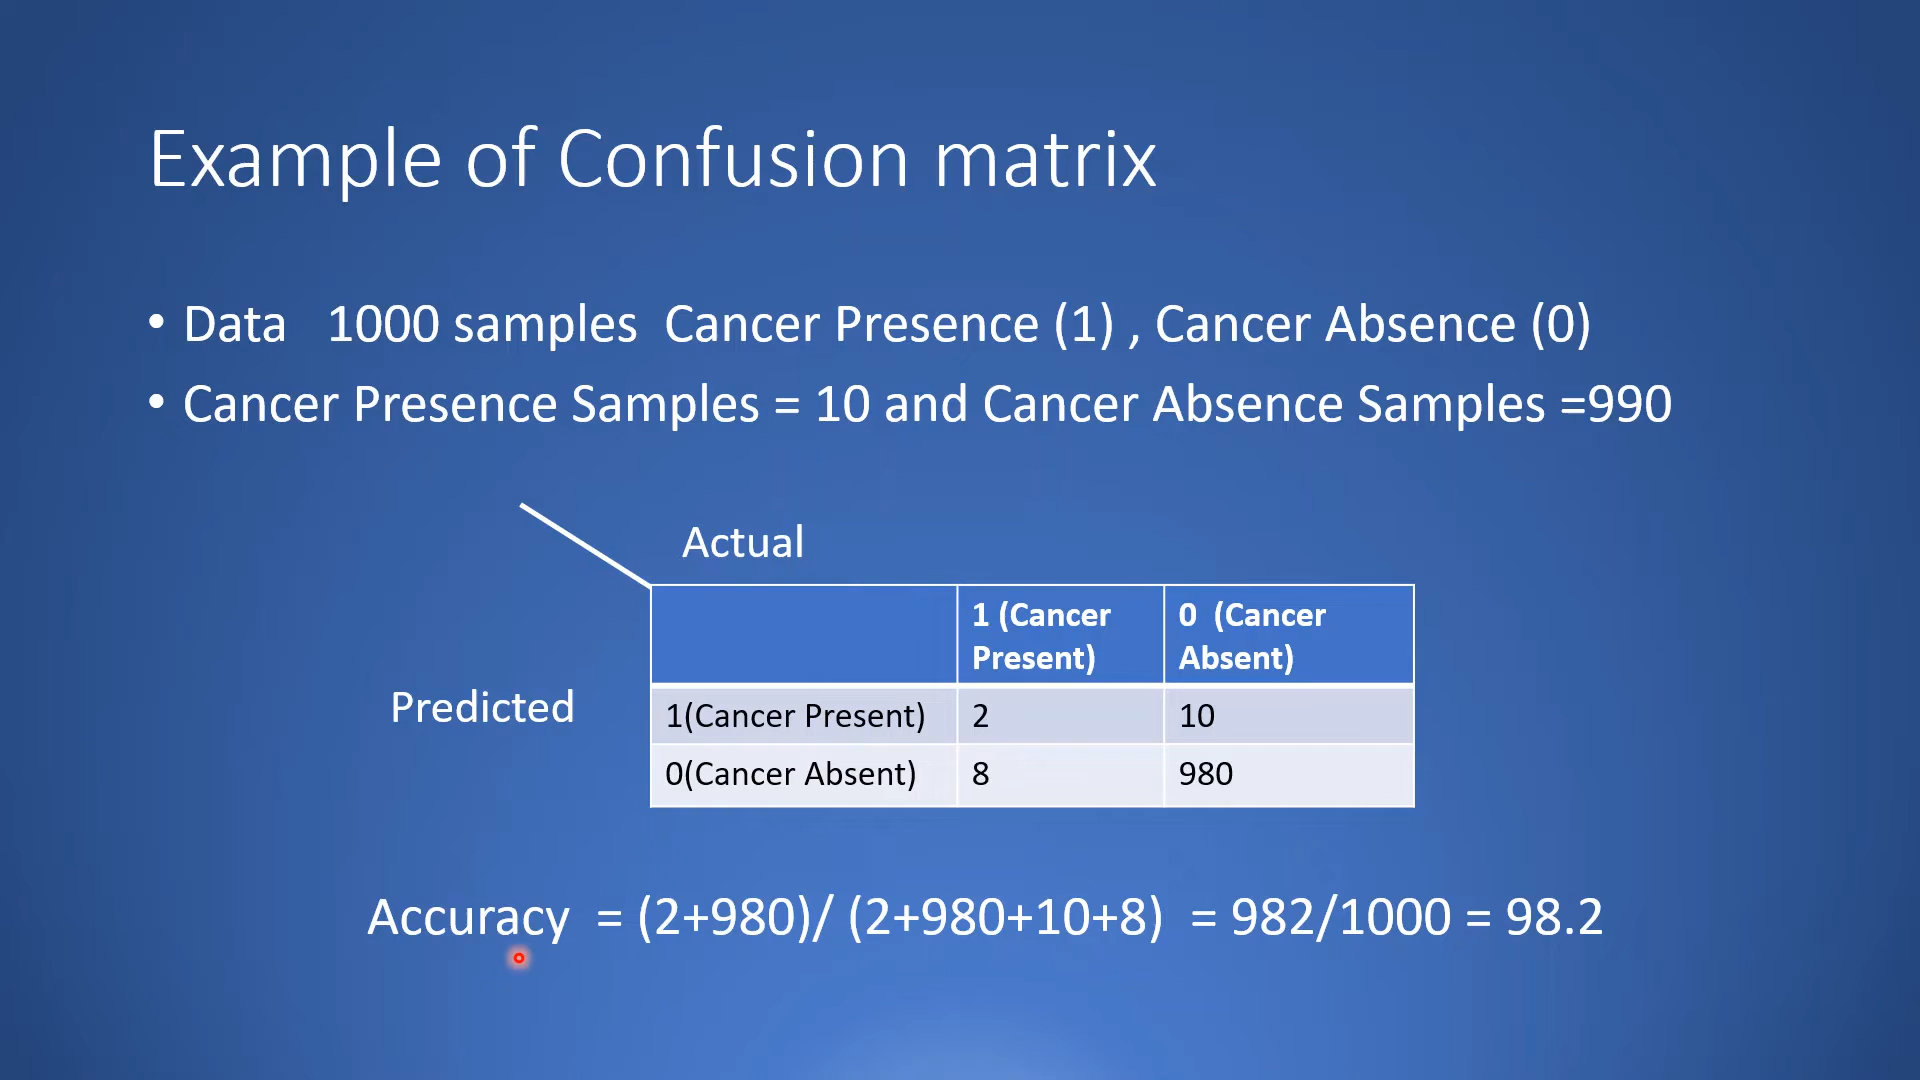 Example of Confusion matrix
• Data 1000 samples Cancer Presence (1) , Cancer Absence (0)
• Cancer Presence Samples = 10 and Cancer Absence Samples =990
Actual
1 (Cancer Present) 0 (Cancer Absent)
Predicted
1(Cancer Present) 2 10
0(Cancer Absent) 8 980
Accuracy = (2+980)/ (2+980+10+8) = 982/1000 = 98.2